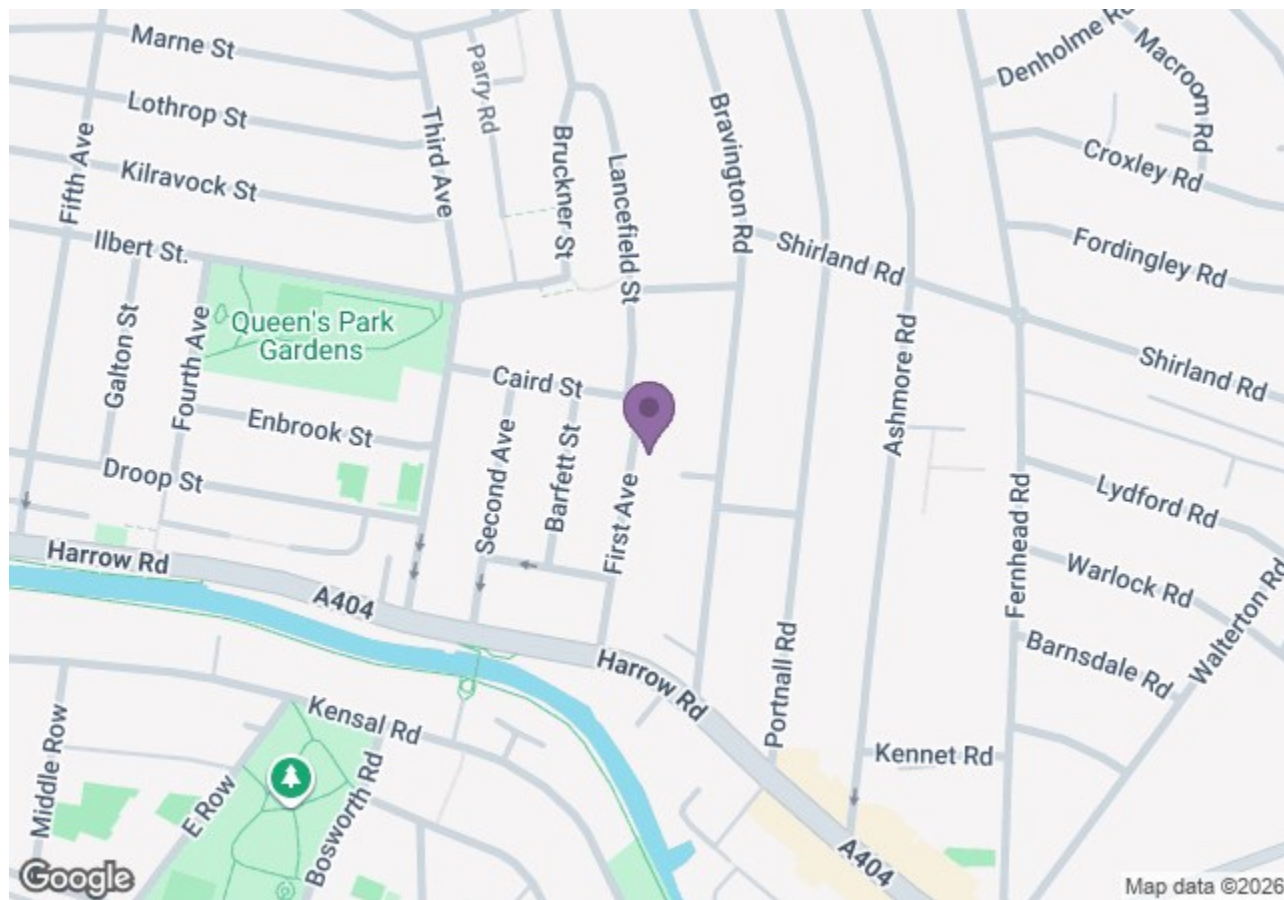 Marne St
Lothrop St
Kilravock St
Ilbert St.
Fifth Ave
Third Ave
Parry Rd
Bruckner St
Lancefield St
Bravington Rd
Shirland Rd
Denholme Rd
Macroom Rd
Croxley Rd
Fordingley Rd
Shirland Rd
Queen's Park
Gardens
Galton St
Fourth Ave
Enbrook St
Droop St
Caird St
Second Ave
Barfett St
First Ave
Ashmore Rd
Fernhead Rd
Lydford Rd
Warlock Rd
Barnsdale Rd
Walterton Rd
Harrow Rd
A404
Harrow Rd
Portnall Rd
Kennet Rd
Kensal Rd
Middle Row
E Row
Bosworth Rd
A404
Google
Map data ©2026